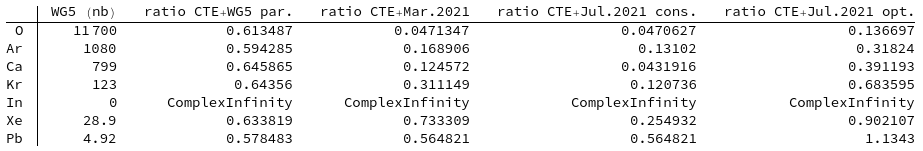 WG5 (nb) ratio CTE+WG5 par. ratio CTE+Mar.2021 ratio CTE+Jul.2021 cons. ratio CTE+Jul.2021 opt.
O 11700 0.613487 0.0471347 0.0470627 0.136697
Ar 1080 0.594285 0.168906 0.13102 0.31824
Ca 799 0.645865 0.124572 0.0431916 0.391193
Kr 123 0.64356 0.311149 0.120736 0.683595
In 0 ComplexInfinity ComplexInfinity ComplexInfinity ComplexInfinity
Xe 28.9 0.633819 0.733309 0.254932 0.902107
Pb 4.92 0.578483 0.564821 0.564821 1.1343